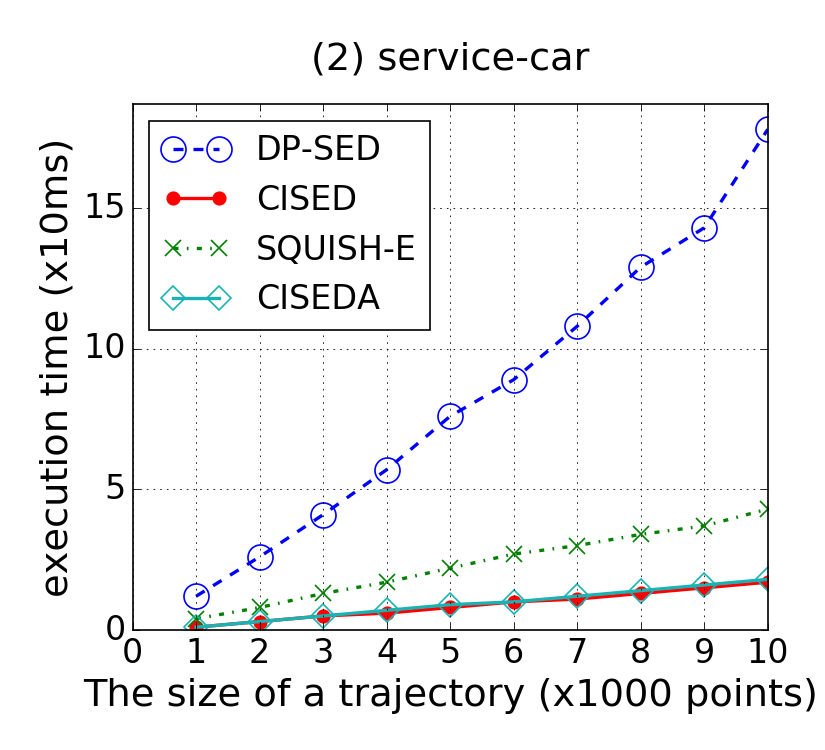 (2) service-car
execution time (x10ms)
DP-SED
CISED
SQUISH-E
CISEDA
15
10
5
0
0 1 2 3 4 5 6 7 8 9 10
The size of a trajectory (x1000 points)